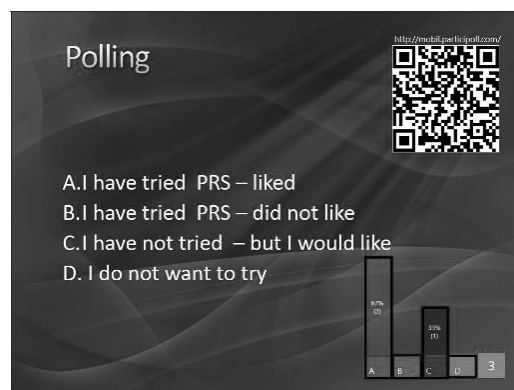 http://mobil.participoll.com/
Polling
A.I have tried PRS – liked
B.I have tried PRS – did not like
C.I have not tried – but I would like
D. I do not want to try
67%
(2)
33%
(1)
A B C D 3